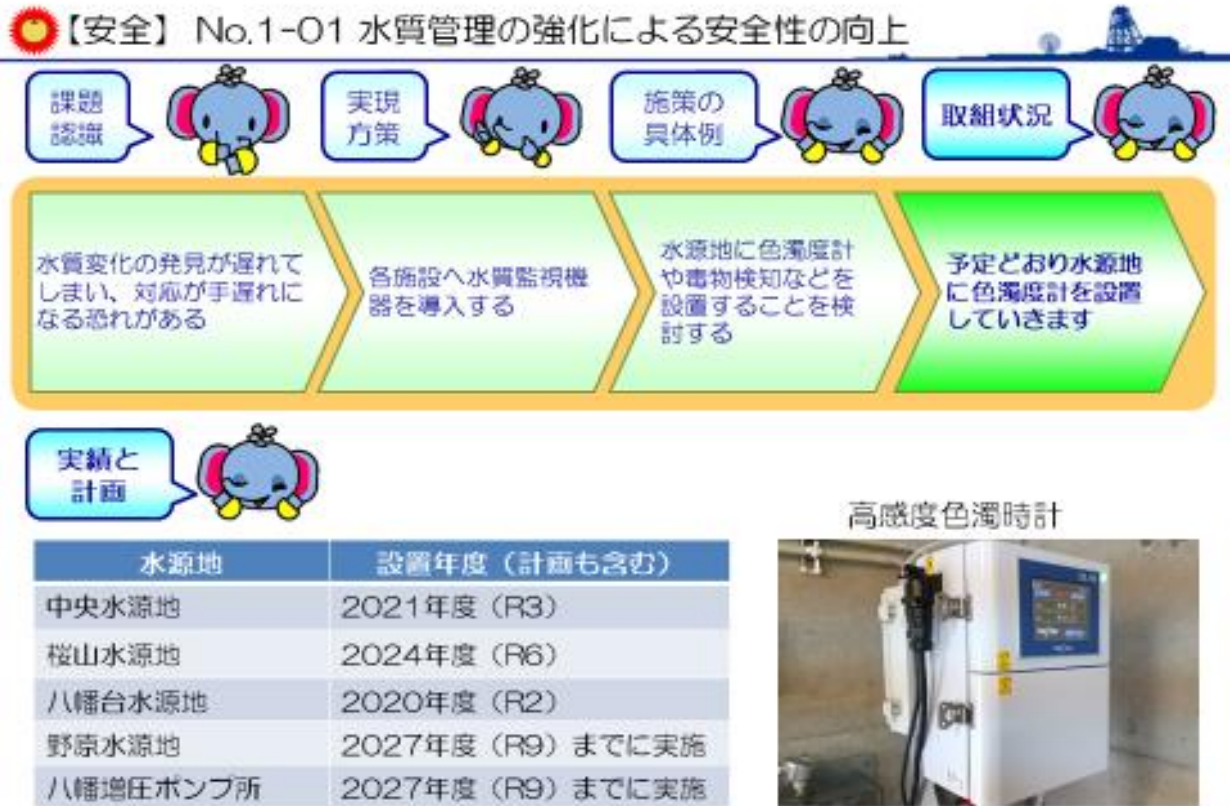 【安全】 No.1-01 水質管理の強化による安全性の向上
課題
認識
実現
方策
施策の
具体例
取組状況
水質変化の発見が遅れて
しまい、対応が手遅れに
なる恐れがある
各施設へ水質監視機
器を導入する
水源地に色濁度計
や毒物検知などを
設置することを検
討する
予定どおり水源地
に色濁度計を設置
していきます
実績と
計画
高感度色濁時計
水源地 設置年度（計画も含む）
中央水源地 2021年度（R3）
桜山水源地 2024年度（R6）
八幡台水源地 2020年度（R2）
野原水源地 2027年度（R9）までに実施
八幡増圧ポンプ所 2027年度（R9）までに実施